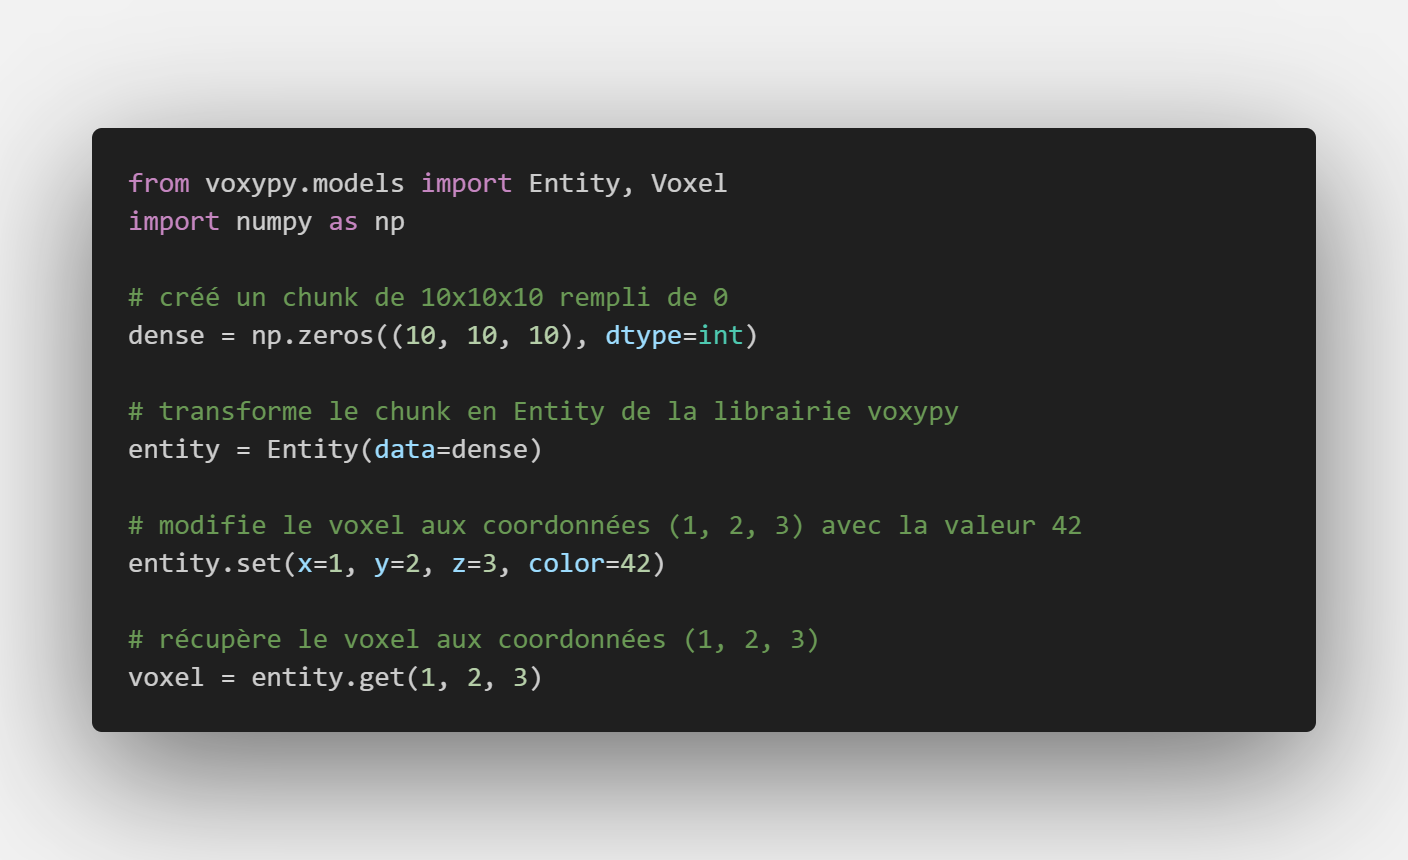 from voxypy.models import Entity, Voxel
import numpy as np
# créé un chunk de 10x10x10 rempli de 0
dense = np.zeros((10, 10, 10), dtype=int)
# transforme le chunk en Entity de la librairie voxypy
entity = Entity(data=dense)
# modifie le voxel aux coordonnées (1, 2, 3) avec la valeur 42
entity.set(x=1, y=2, z=3, color=42)
# récupère le voxel aux coordonnées (1, 2, 3)
voxel = entity.get(1, 2, 3)